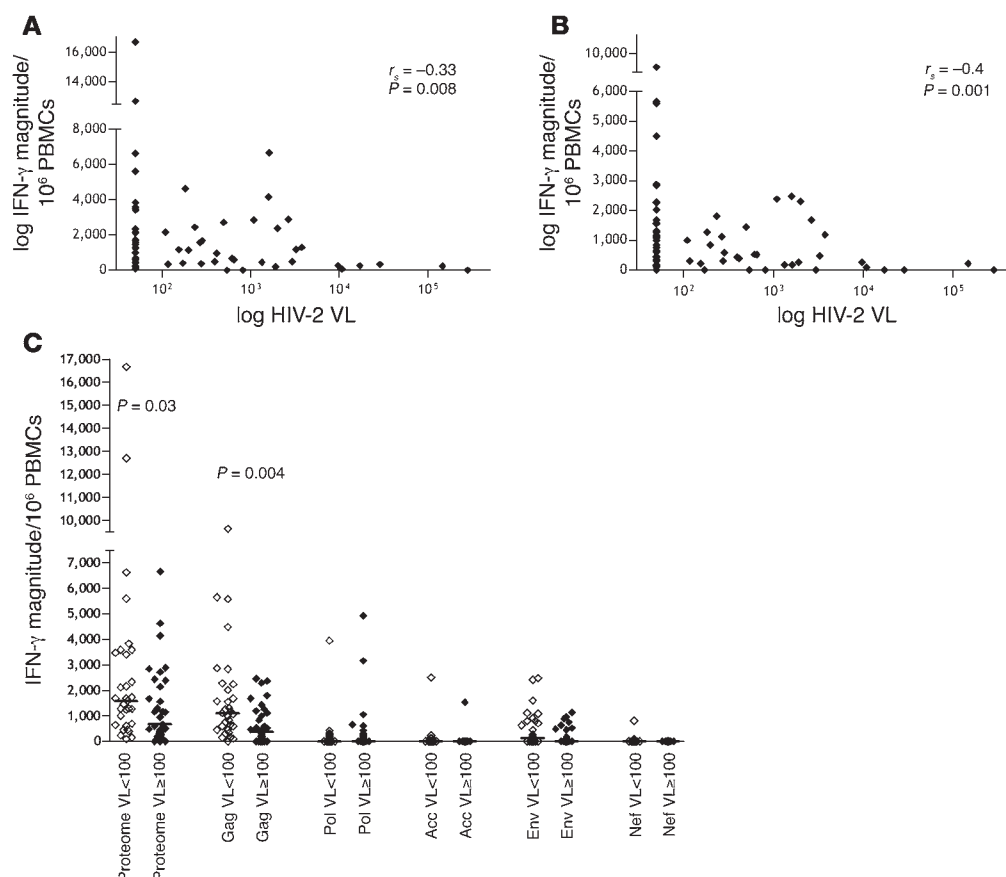 A
16,000
14,000
8,000
6,000
4,000
2,000
0
log IFN-γ magnitude/
10⁶ PBMCs
rₛ = –0.33
P = 0.008
10²
10³
10⁴
10⁵
log HIV-2 VL
B
10,000
6,000
5,000
4,000
3,000
2,000
1,000
0
log IFN-γ magnitude/
10⁶ PBMCs
rₛ = –0.4
P = 0.001
10²
10³
10⁴
10⁵
log HIV-2 VL
C
17,000
16,000
15,000
14,000
13,000
12,000
11,000
10,000
7,000
6,000
5,000
4,000
3,000
2,000
1,000
0
IFN-γ magnitude/10⁶ PBMCs
P = 0.03
P = 0.004
Proteome VL<100
Proteome VL≥100
Gag VL<100
Gag VL≥100
Pol VL<100
Pol VL≥100
Acc VL<100
Acc VL≥100
Env VL<100
Env VL≥100
Nef VL<100
Nef VL≥100